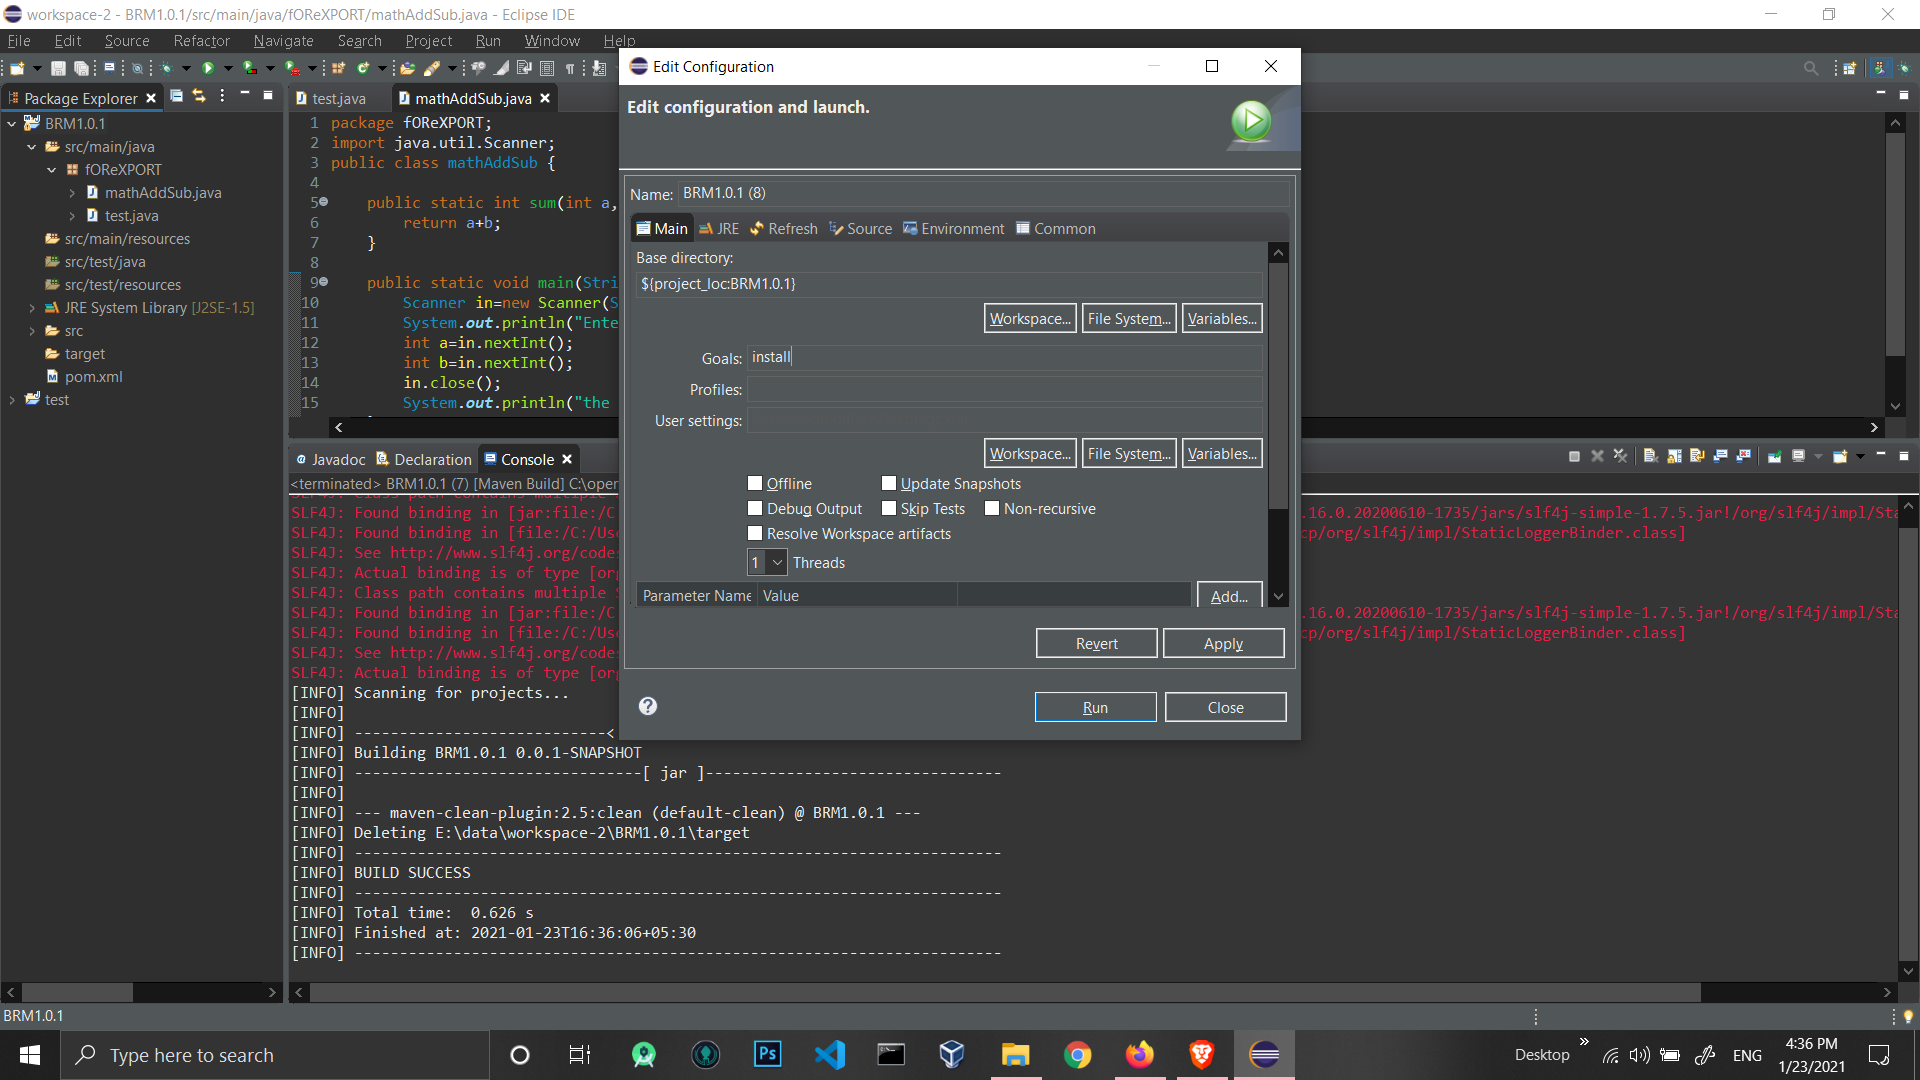 workspace-2 - BRM1.0.1/src/main/java/fOReXPORT/mathAddSub.java - Eclipse IDE
File Edit Source Refactor Navigate Search Project Run Window Help
Package Explorer
BRM1.0.1
src/main/java
fOReXPORT
mathAddSub.java
test.java
src/main/resources
src/test/java
src/test/resources
JRE System Library [J2SE-1.5]
src
target
pom.xml
test
test.java mathAddSub.java
1 package fOReXPORT;
2 import java.util.Scanner;
3 public class mathAddSub {
4
5 public static int sum(int a,
6 return a+b;
7 }
8
9 public static void main(Stri
10 Scanner in=new Scanner(S
11 System.out.println("Ente
12 int a=in.nextInt();
13 int b=in.nextInt();
14 in.close();
15 System.out.println("the
Edit Configuration
Edit configuration and launch.
Name: BRM1.0.1 (8)
Main JRE Refresh Source Environment Common
Base directory:
${project_loc:BRM1.0.1}
Workspace... File System... Variables...
Goals: install
Profiles:
User settings:
Workspace... File System... Variables...
Offline Update Snapshots
Debug Output Skip Tests Non-recursive
Resolve Workspace artifacts
1 Threads
Parameter Name Value Add...
Revert Apply
Run Close
Javadoc Declaration Console
<terminated> BRM1.0.1 (7) [Maven Build] C:\oper
SLF4J: Class path contains multiple
SLF4J: Found binding in [jar:file:/C .16.0.20200610-1735/jars/slf4j-simple-1.7.5.jar!/org/slf4j/impl/Sta
SLF4J: Found binding in [file:/C:/Use cp/org/slf4j/impl/StaticLoggerBinder.class]
SLF4J: See http://www.slf4j.org/code
SLF4J: Actual binding is of type [or
SLF4J: Class path contains multiple
SLF4J: Found binding in [jar:file:/C .16.0.20200610-1735/jars/slf4j-simple-1.7.5.jar!/org/slf4j/impl/Sta
SLF4J: Found binding in [file:/C:/Use cp/org/slf4j/impl/StaticLoggerBinder.class]
SLF4J: See http://www.slf4j.org/code
SLF4J: Actual binding is of type [or
[INFO] Scanning for projects...
[INFO]
[INFO] ----------------------------<
[INFO] Building BRM1.0.1 0.0.1-SNAPSHOT
[INFO] --------------------------------[ jar ]---------------------------------
[INFO]
[INFO] --- maven-clean-plugin:2.5:clean (default-clean) @ BRM1.0.1 ---
[INFO] Deleting E:\data\workspace-2\BRM1.0.1\target
[INFO] ------------------------------------------------------------------------
[INFO] BUILD SUCCESS
[INFO] ------------------------------------------------------------------------
[INFO] Total time:  0.626 s
[INFO] Finished at: 2021-01-23T16:36:06+05:30
[INFO] ------------------------------------------------------------------------
BRM1.0.1
Type here to search
Ps
Desktop
ENG
4:36 PM
1/23/2021